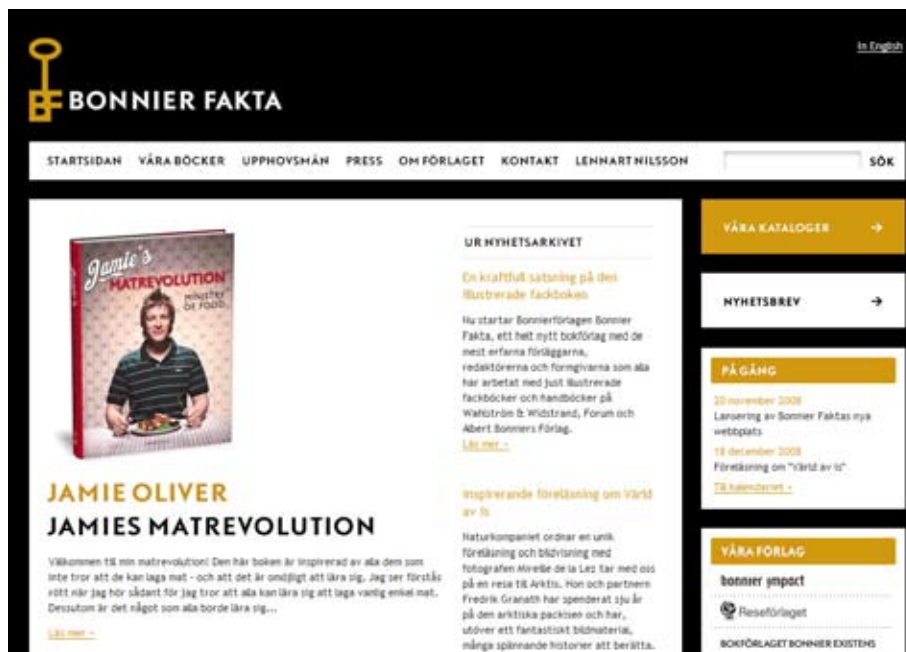 In English
BONNIER FAKTA
STARTSIDAN VÅRA BÖCKER UPPHOVSMÄN PRESS OM FÖRLAGET KONTAKT LENNART NILSSON SÖK
Jamie's
MATREVOLUTION
MINISTRY
OF FOOD
JAMIE OLIVER
JAMIES MATREVOLUTION
Välkommen till min matrevolution! Den här boken är inspirerad av alla dem som
inte tror att de kan laga mat - och att det är omöjligt att lära sig. Jag ser förstås
rött när jag hör sådant för jag tror att alla kan lära sig att laga vanlig enkel mat.
Dessutom är det något som alla borde lära sig...
Läs mer »
UR NYHETSARKIVET
En kraftfull satsning på den
illustrerade fackboken
Nu startar Bonnierförlagen Bonnier
Fakta, ett helt nytt bokförlag med de
mest erfarna förläggarna,
redaktörerna och formgivarna som alla
har arbetat med just illustrerade
fackböcker och handböcker på
Wahlström & Widstrand, Forum och
Albert Bonniers Förlag.
Läs mer »
Inspirerande föreläsning om Värld
av is
Naturkompaniet ordnar en unik
föreläsning och bildvisning med
fotografen Mireille de la Lez tar med oss
på en resa till Arktis. Hon och partnern
Fredrik Granath har spenderat sju år
på den arktiska packisen och har,
utöver ett fantastiskt bildmaterial,
många spännande historier att berätta.
VÅRA KATALOGER →
NYHETSBREV →
PÅ GÅNG
20 november 2008
Lansering av Bonnier Faktas nya
webbplats
18 december 2008
Föreläsning om "Värld av is"
Till kalendariet »
VÅRA FÖRLAG
bonnier impact
Reseförlaget
BOKFÖRLAGET BONNIER EXISTENS